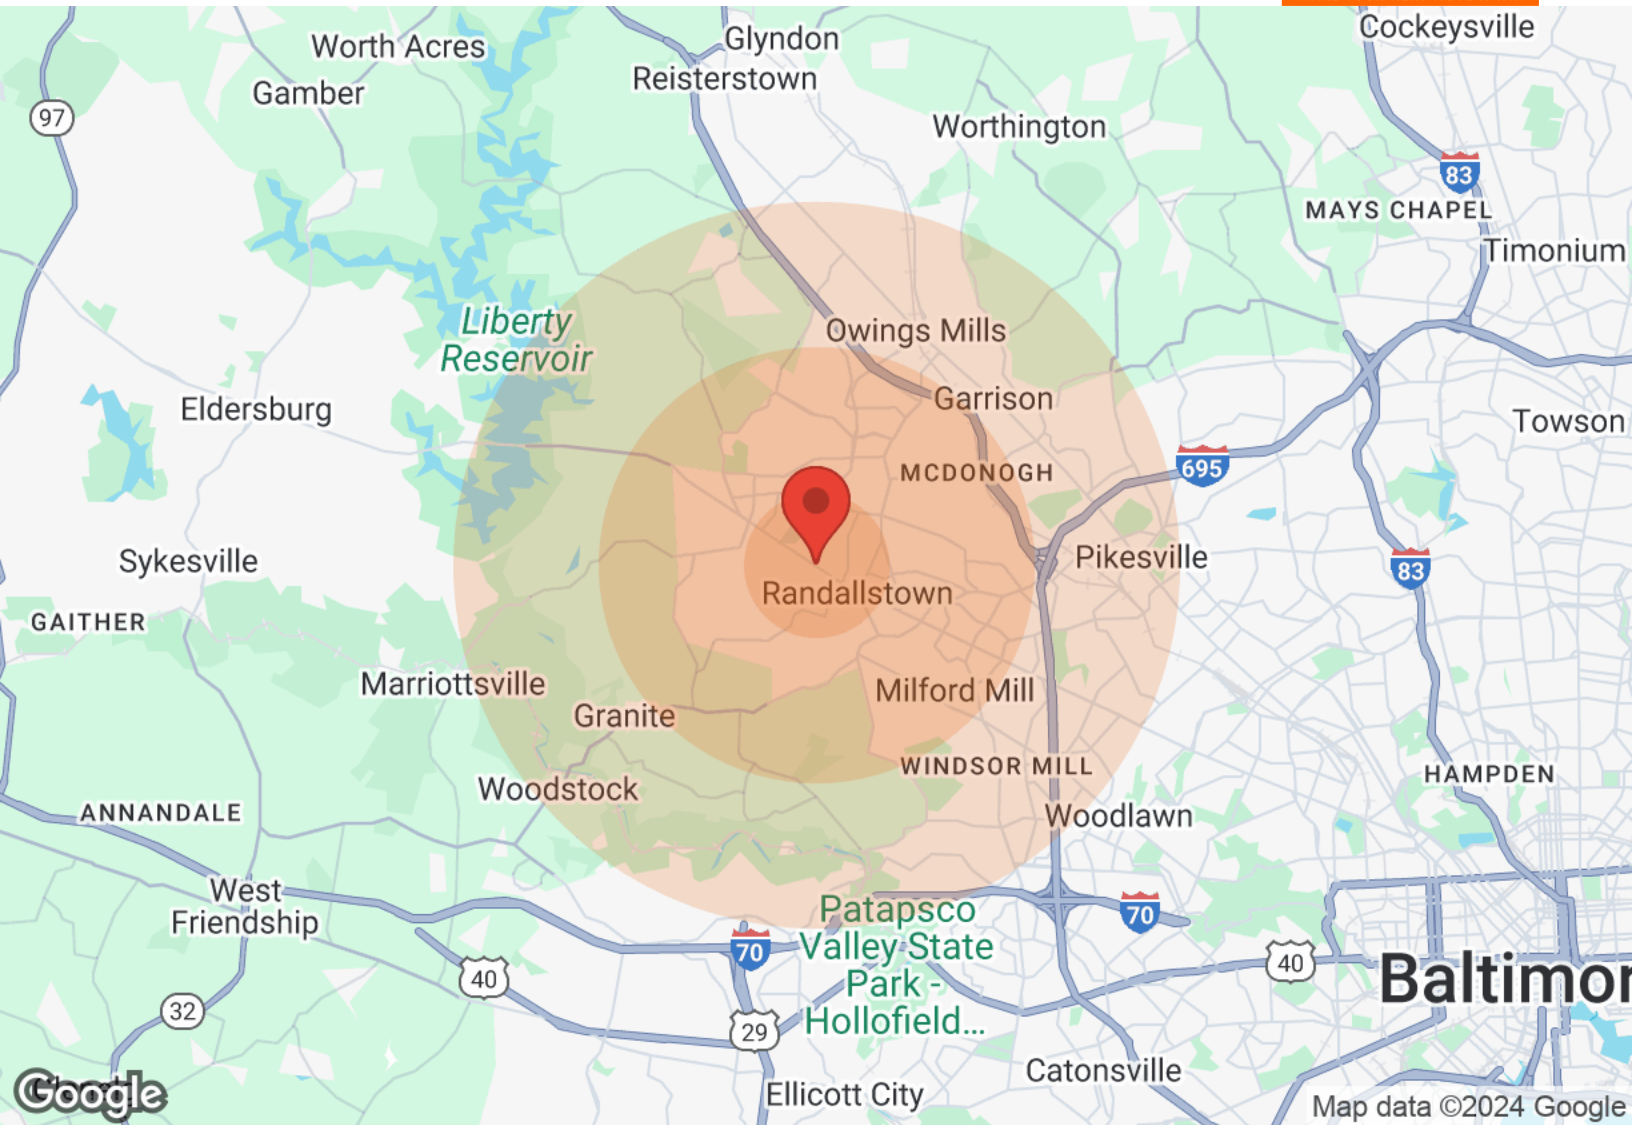 Cockeysville
Glyndon
Worth Acres
Reisterstown
Gamber
97
Worthington
83
MAYS CHAPEL
Timonium
Liberty
Reservoir
Owings Mills
Garrison
Eldersburg
Towson
MCDONOGH
695
Sykesville
Pikesville
83
Randallstown
GAITHER
Marriottsville
Milford Mill
Granite
WINDSOR MILL
HAMPDEN
Woodstock
ANNANDALE
Woodlawn
West
Friendship
Patapsco
Valley State
Park -
Hollofield...
70
70
40
40
Baltimor
32
29
Catonsville
Ellicott City
Google
Map data ©2024 Google